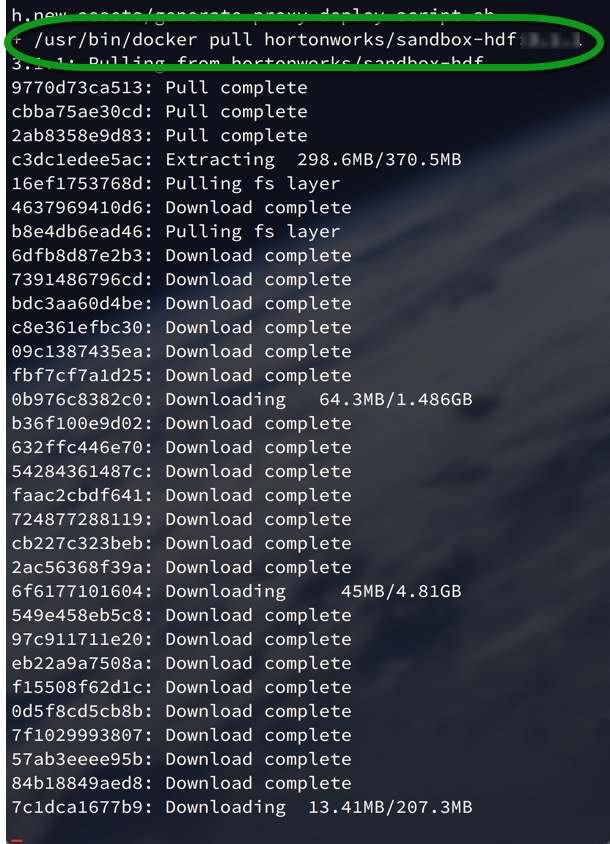 h.new assets/generate-proxy-deploy-script.sh
+ /usr/bin/docker pull hortonworks/sandbox-hdf
3.1.1: Pulling from hortonworks/sandbox-hdf
9770d73ca513: Pull complete
cbba75ae30cd: Pull complete
2ab8358e9d83: Pull complete
c3dc1edee5ac: Extracting  298.6MB/370.5MB
16ef1753768d: Pulling fs layer
4637969410d6: Download complete
b8e4db6ead46: Pulling fs layer
6dfb8d87e2b3: Download complete
7391486796cd: Download complete
bdc3aa60d4be: Download complete
c8e361efbc30: Download complete
09c1387435ea: Download complete
fbf7cf7a1d25: Download complete
0b976c8382c0: Downloading   64.3MB/1.486GB
b36f100e9d02: Download complete
632ffc446e70: Download complete
54284361487c: Download complete
faac2cbdf641: Download complete
724877288119: Download complete
cb227c323beb: Download complete
2ac56368f39a: Download complete
6f6177101604: Downloading     45MB/4.81GB
549e458eb5c8: Download complete
97c911711e20: Download complete
eb22a9a7508a: Download complete
f15508f62d1c: Download complete
0d5f8cd5cb8b: Download complete
7f1029993807: Download complete
57ab3eeee95b: Download complete
84b18849aed8: Download complete
7c1dca1677b9: Downloading  13.41MB/207.3MB